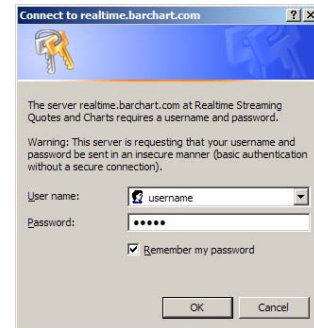 Connect to realtime.barchart.com
The server realtime.barchart.com at Realtime Streaming
Quotes and Charts requires a username and password.
Warning: This server is requesting that your username and
password be sent in an insecure manner (basic authentication
without a secure connection).
User name:
username
Password:
•••••
Remember my password
OK Cancel